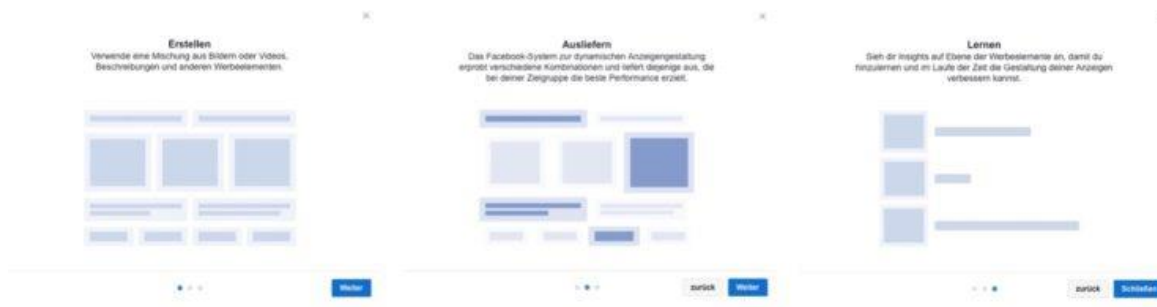 Erstellen
Verwende eine Mischung aus Bildern oder Videos,
Beschreibungen und anderen Werbeelementen.
Weiter
Ausliefern
Das Facebook-System zur dynamischen Anzeigengestaltung
erprobt verschiedene Kombinationen und liefert diejenige aus, die
bei deiner Zielgruppe die beste Performance erzielt.
zurück Weiter
Lernen
Sieh dir Insights auf Ebene der Werbeelemente an, damit du
hinzulernen und im Laufe der Zeit die Gestaltung deiner Anzeigen
verbessern kannst.
zurück Schließen